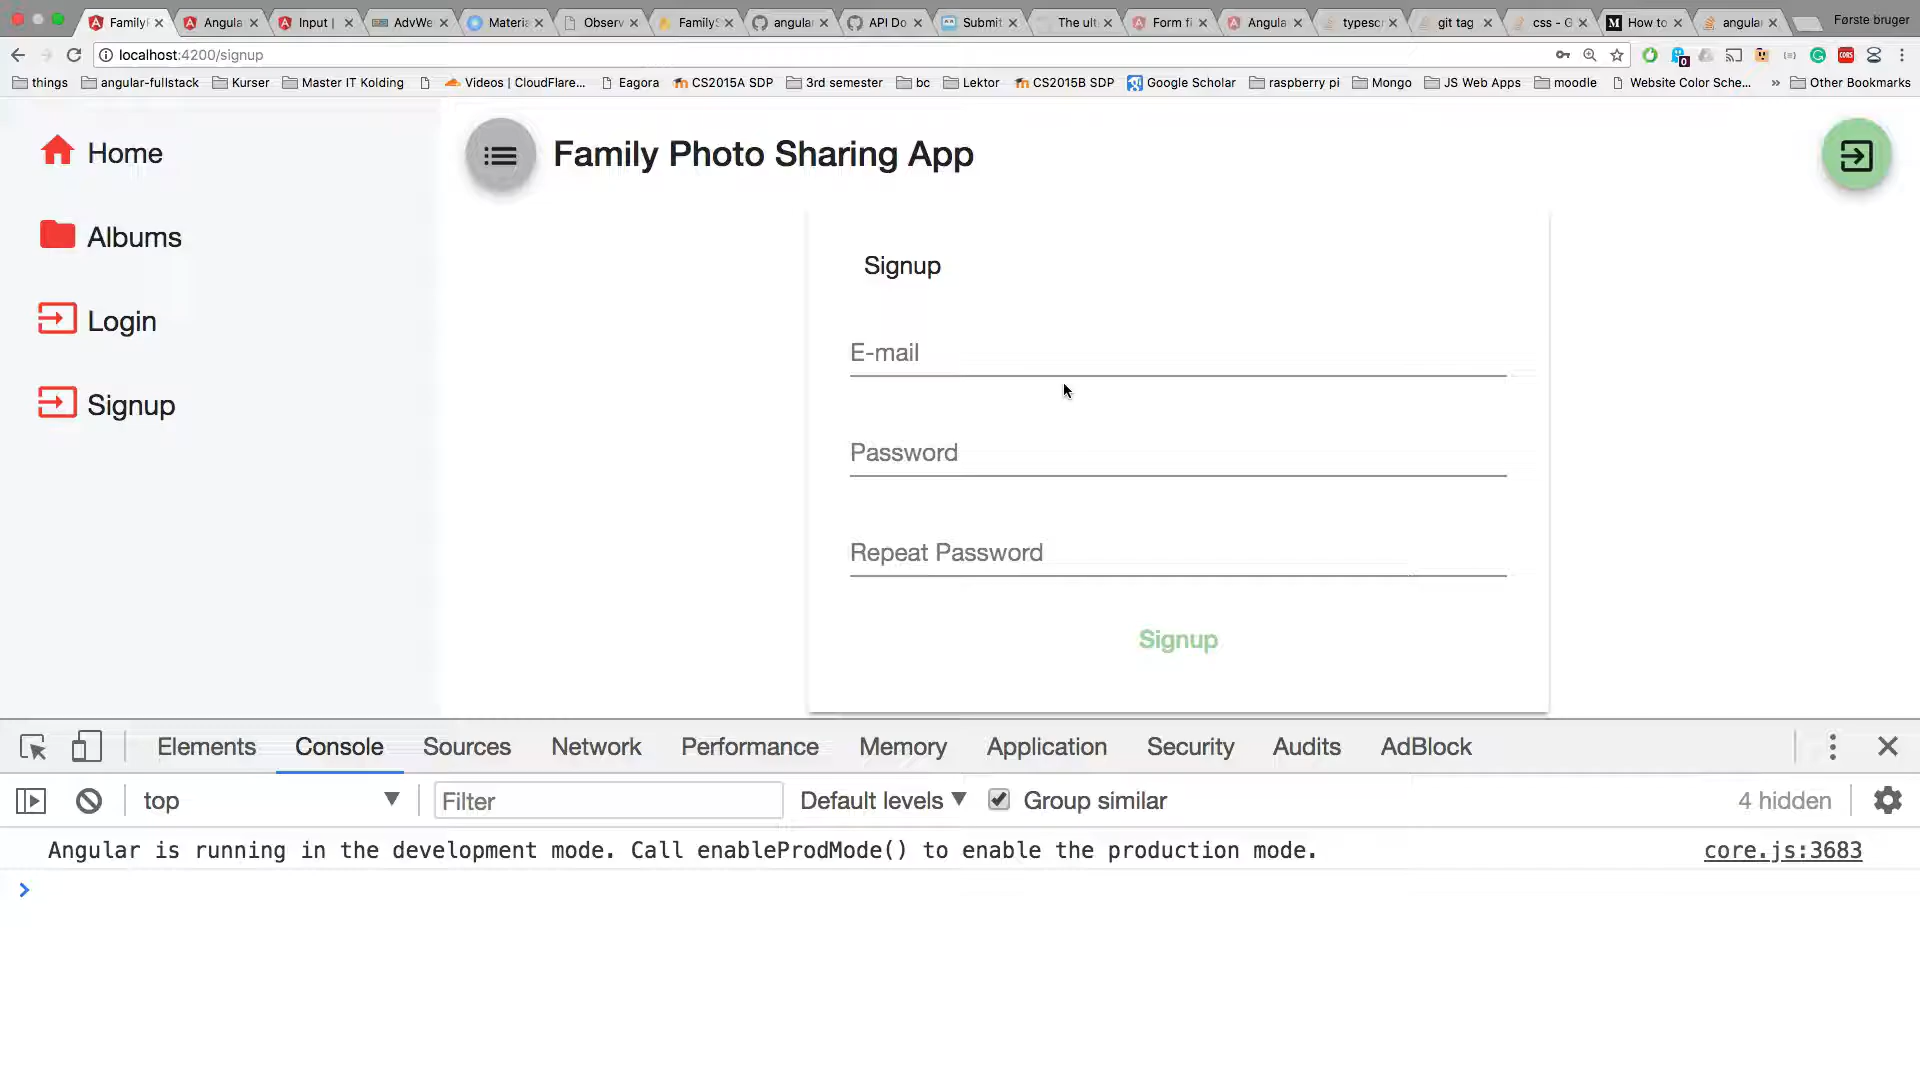 FamilyP
Angular
Input |
AdvWe
Materia
Observ
FamilyS
angular
API Do
Submit
The ult
Form fi
Angula
typescr
git tag
css - G
How to
angular
Første bruger
localhost:4200/signup
things
angular-fullstack
Kurser
Master IT Kolding
Videos | CloudFlare...
Eagora
CS2015A SDP
3rd semester
bc
Lektor
CS2015B SDP
Google Scholar
raspberry pi
Mongo
JS Web Apps
moodle
Website Color Sche...
»
Other Bookmarks
Home
Albums
Login
Signup
Family Photo Sharing App
Signup
E-mail
Password
Repeat Password
Signup
Elements
Console
Sources
Network
Performance
Memory
Application
Security
Audits
AdBlock
top
Filter
Default levels
Group similar
4 hidden
Angular is running in the development mode. Call enableProdMode() to enable the production mode.
core.js:3683